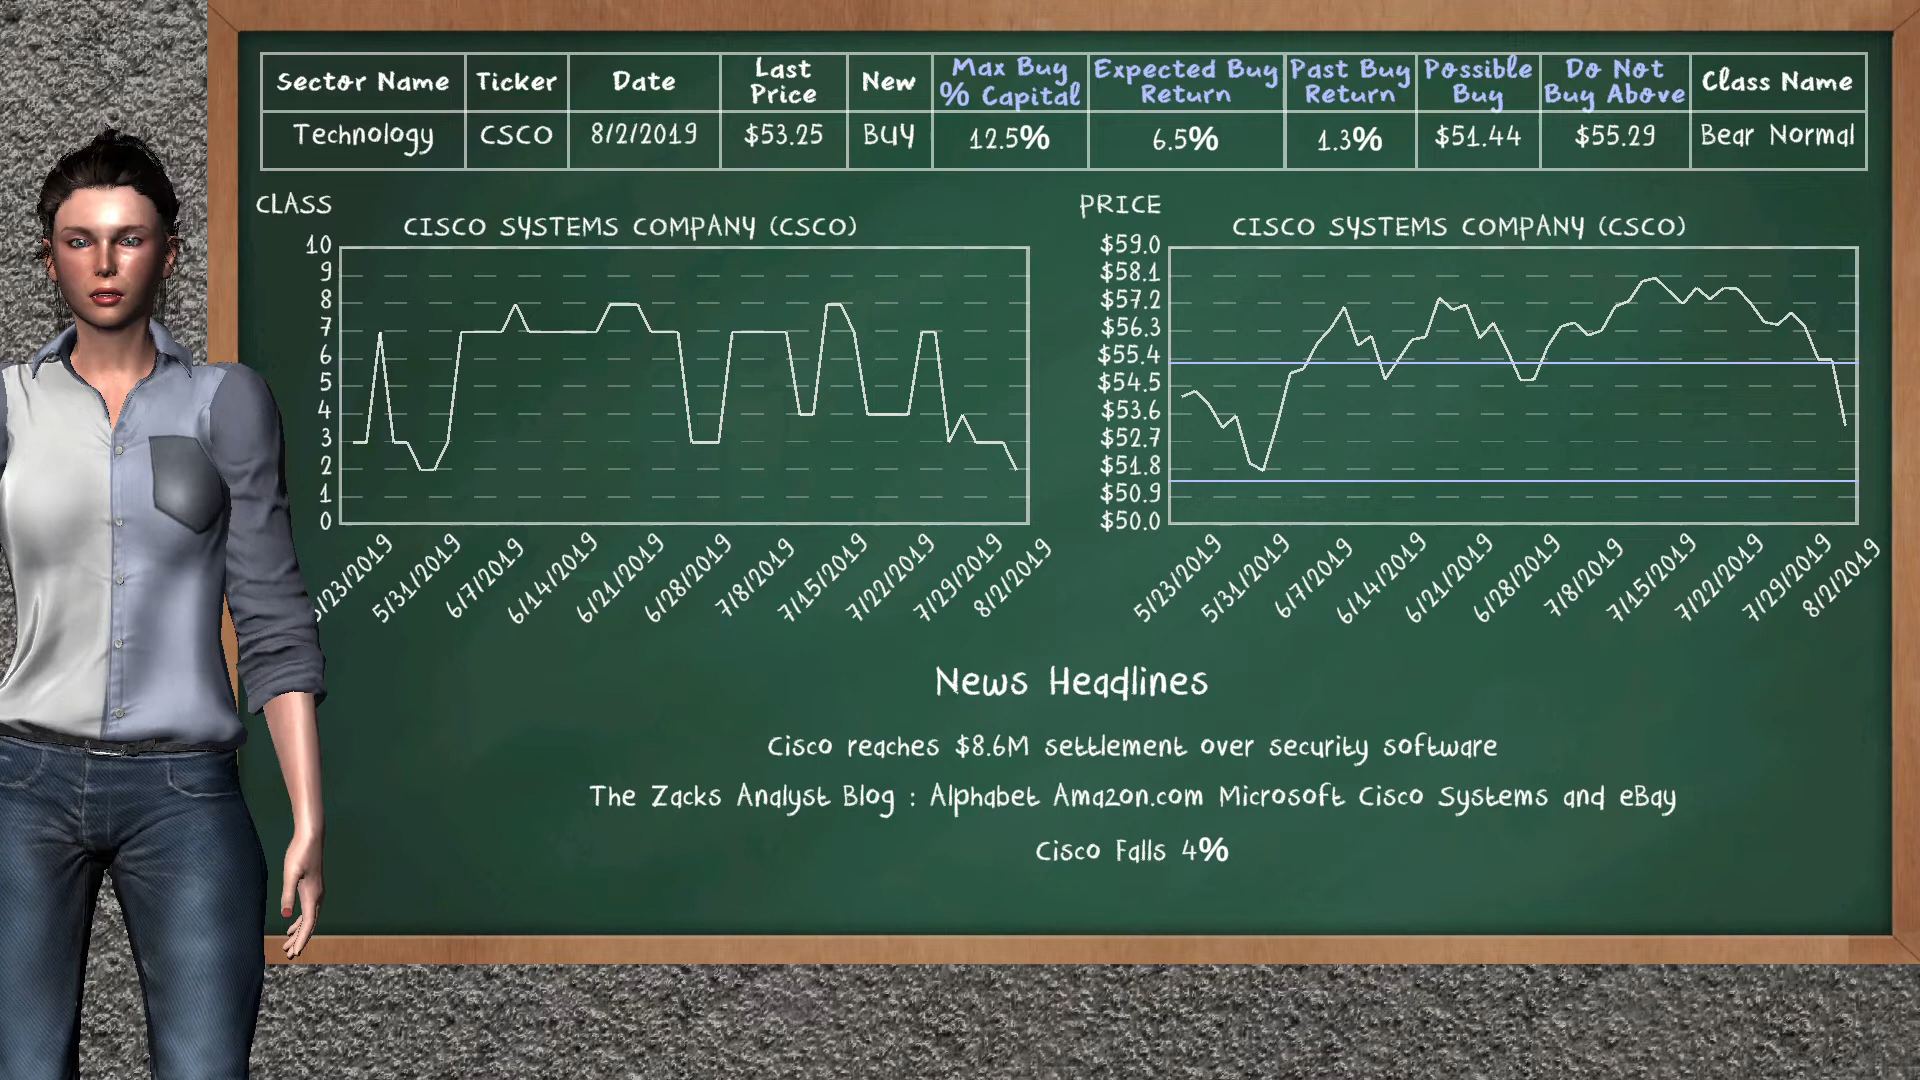 Sector Name Ticker Date Last Price New Max Buy % Capital Expected Buy Return Past Buy Return Possible Buy Do Not Buy Above Class Name
Technology CSCO 8/2/2019 $53.25 BUY 12.5% 6.5% 1.3% $51.44 $55.29 Bear Normal
CLASS
CISCO SYSTEMS COMPANY (CSCO)
10
9
8
7
6
5
4
3
2
1
0
5/23/2019 5/31/2019 6/7/2019 6/14/2019 6/21/2019 6/28/2019 7/8/2019 7/15/2019 7/22/2019 7/29/2019 8/2/2019
PRICE
CISCO SYSTEMS COMPANY (CSCO)
$59.0
$58.1
$57.2
$56.3
$55.4
$54.5
$53.6
$52.7
$51.8
$50.9
$50.0
5/23/2019 5/31/2019 6/7/2019 6/14/2019 6/21/2019 6/28/2019 7/8/2019 7/15/2019 7/22/2019 7/29/2019 8/2/2019
News Headlines
Cisco reaches $8.6M settlement over security software
The Zacks Analyst Blog : Alphabet Amazon.com Microsoft Cisco Systems and eBay
Cisco Falls 4%